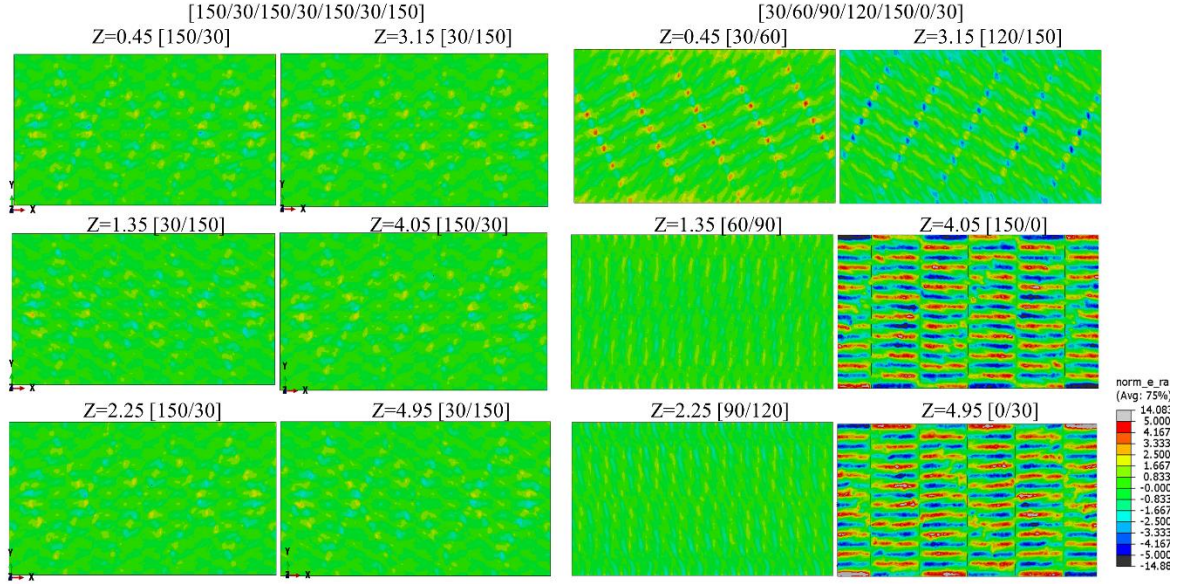 [150/30/150/30/150/30/150]
[30/60/90/120/150/0/30]
Z=0.45 [150/30]
Z=3.15 [30/150]
Z=0.45 [30/60]
Z=3.15 [120/150]
Y
Z X
Y
Z X
Z=1.35 [30/150]
Z=4.05 [150/30]
Z=1.35 [60/90]
Z=4.05 [150/0]
Y
Z X
Y
Z X
Z=2.25 [150/30]
Z=4.95 [30/150]
Z=2.25 [90/120]
Z=4.95 [0/30]
Y
Z X
Y
Z X
norm_e_ra
(Avg: 75%)
14.083
5.000
4.167
3.333
2.500
1.667
0.833
-0.000
-0.833
-1.667
-2.500
-3.333
-4.167
-5.000
-14.88